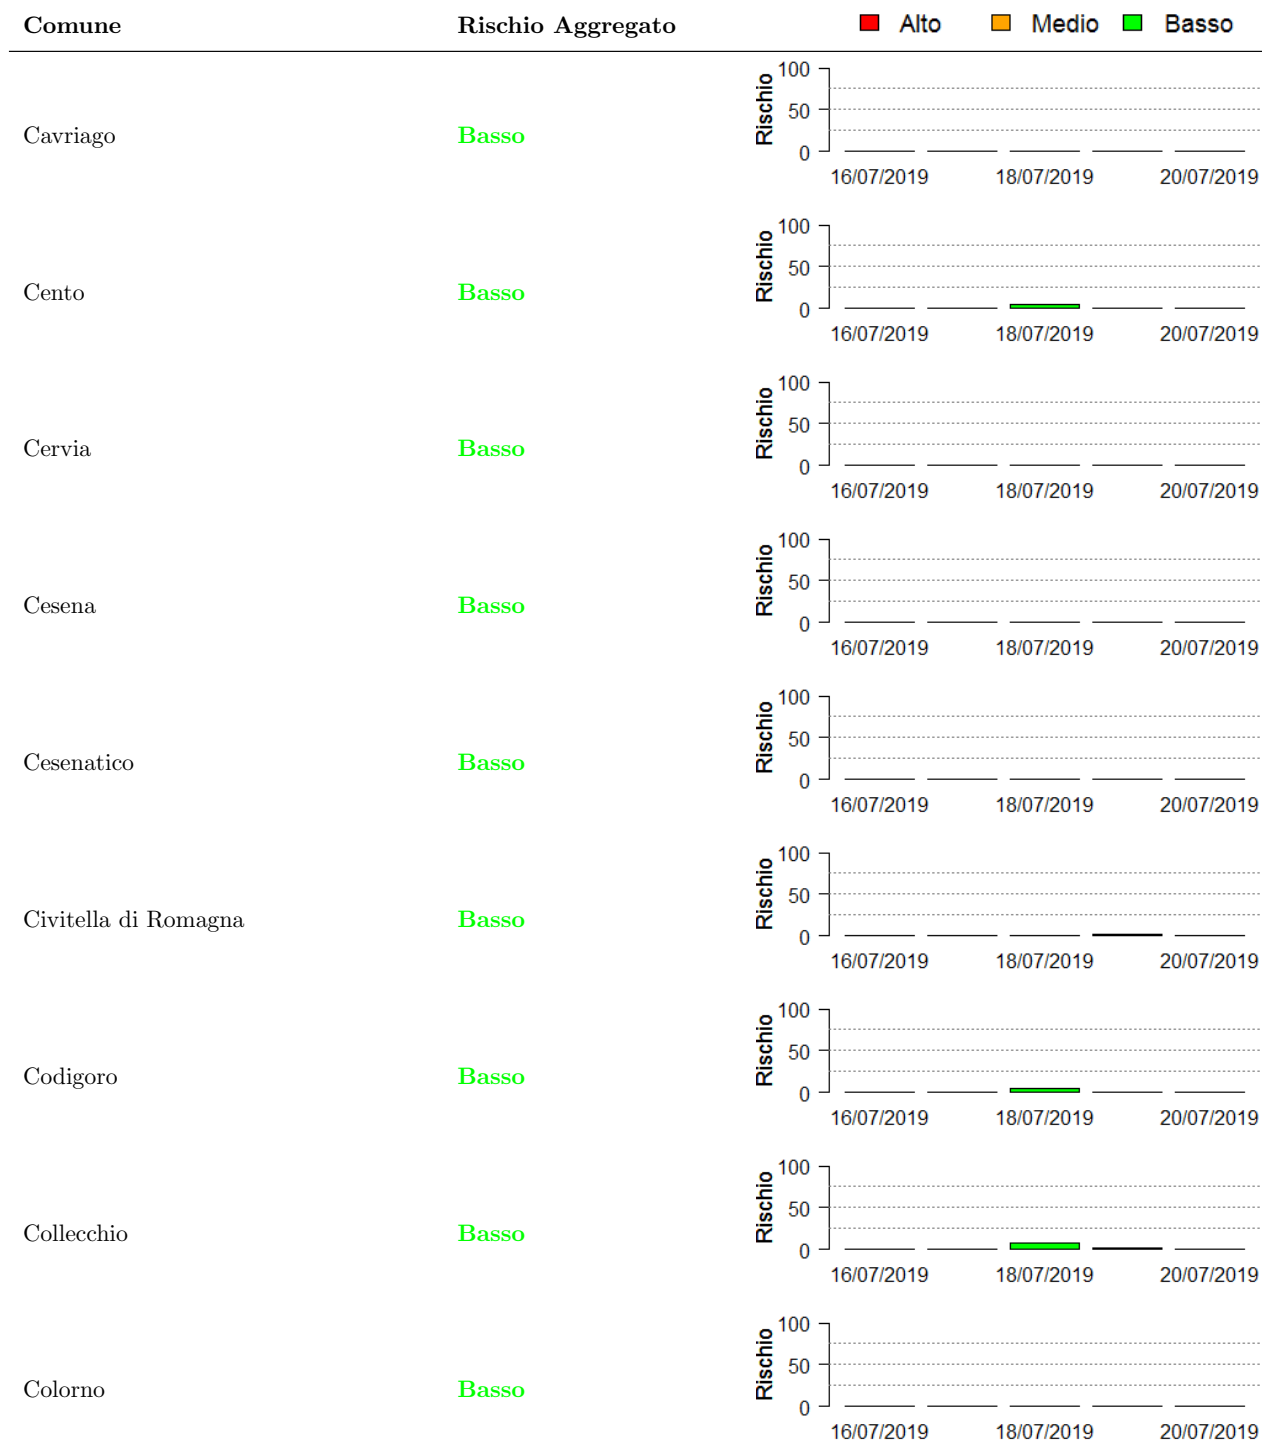 Comune Rischio Aggregato Alto Medio Basso
Cavriago Basso Rischio 100 50 0
16/07/2019 18/07/2019 20/07/2019
Cento Basso Rischio 100 50 0
16/07/2019 18/07/2019 20/07/2019
Cervia Basso Rischio 100 50 0
16/07/2019 18/07/2019 20/07/2019
Cesena Basso Rischio 100 50 0
16/07/2019 18/07/2019 20/07/2019
Cesenatico Basso Rischio 100 50 0
16/07/2019 18/07/2019 20/07/2019
Civitella di Romagna Basso Rischio 100 50 0
16/07/2019 18/07/2019 20/07/2019
Codigoro Basso Rischio 100 50 0
16/07/2019 18/07/2019 20/07/2019
Collecchio Basso Rischio 100 50 0
16/07/2019 18/07/2019 20/07/2019
Colorno Basso Rischio 100 50 0
16/07/2019 18/07/2019 20/07/2019